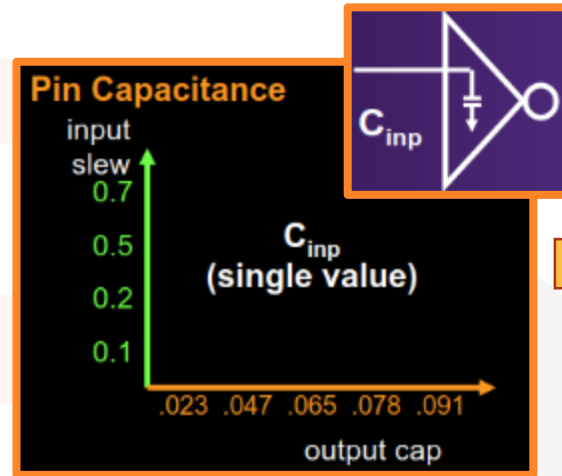 Pin Capacitance
input
slew
0.7
0.5
0.2
0.1
Cinp
(single value)
.023 .047 .065 .078 .091
output cap
Cinp